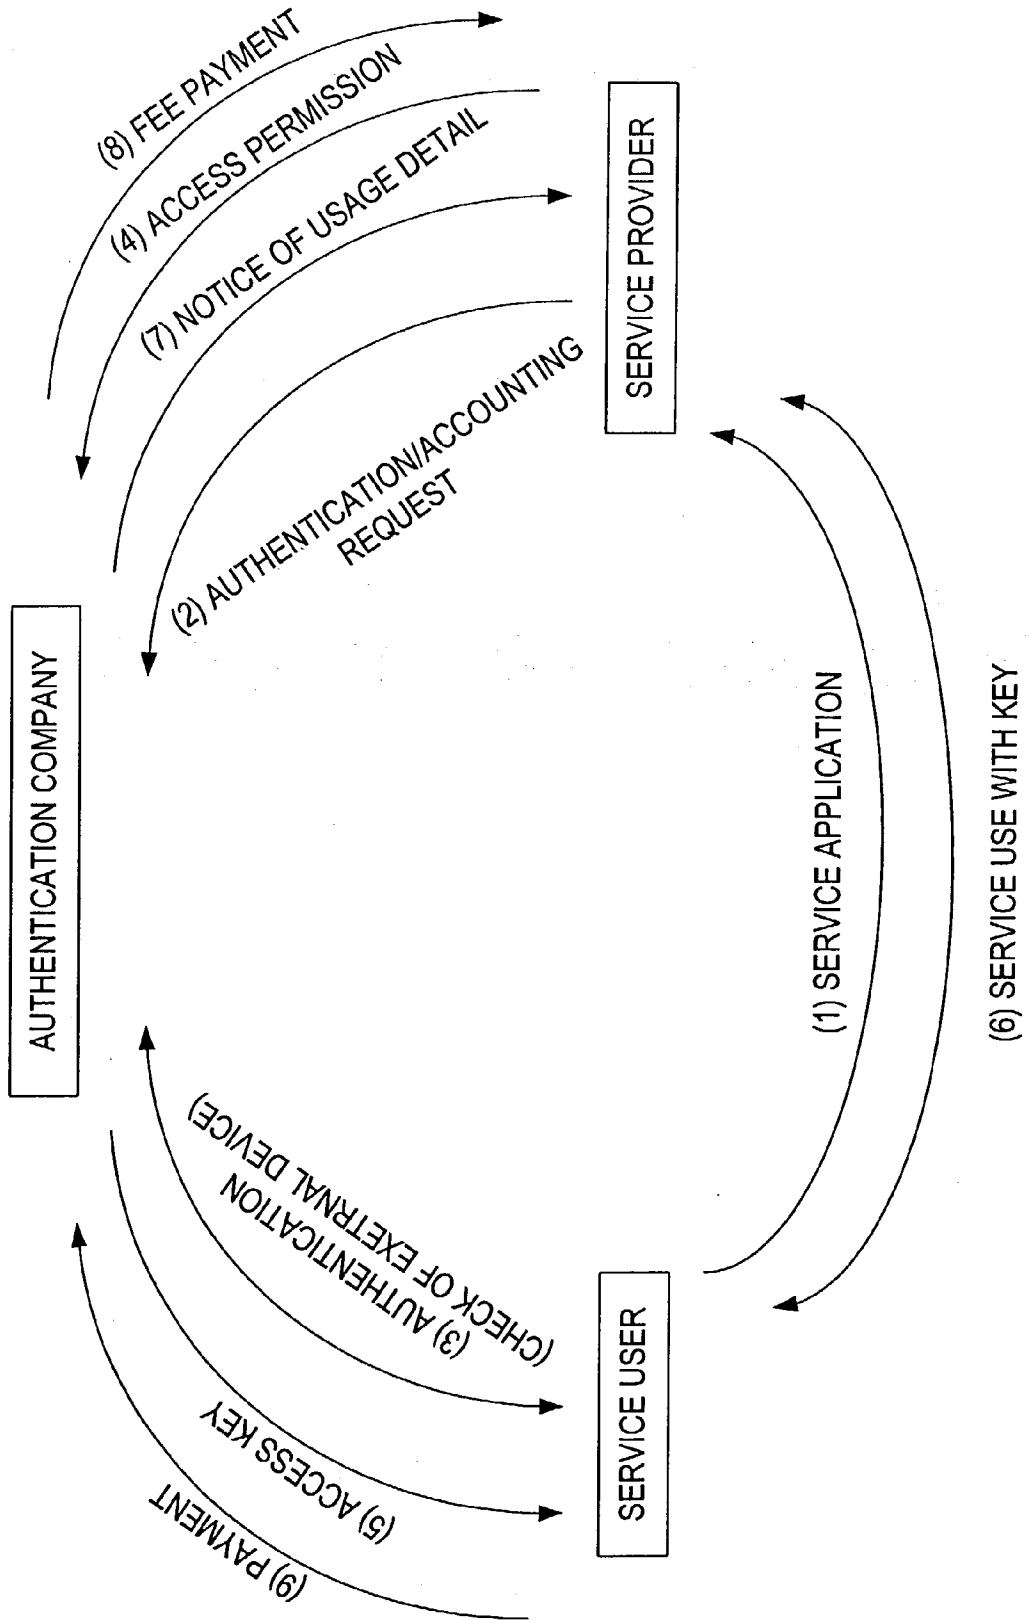 AUTHENTICATION COMPANY
(8) FEE PAYMENT
(4) ACCESS PERMISSION
(7) NOTICE OF USAGE DETAIL
(2) AUTHENTICATION/ACCOUNTING
REQUEST
SERVICE PROVIDER
(9) PAYMENT
(5) ACCESS KEY
(3) AUTHENTICATION
(CHECK OF EXETRNAL DEVICE)
SERVICE USER
(1) SERVICE APPLICATION
(6) SERVICE USE WITH KEY